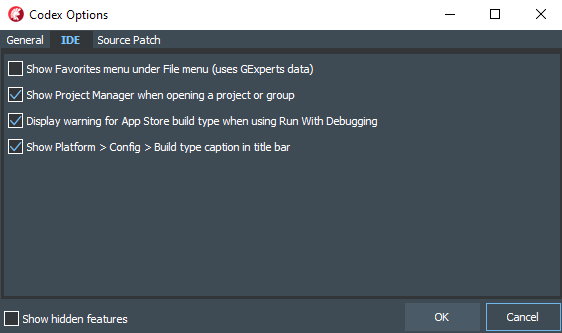 Codex Options
General IDE Source Patch
Show Favorites menu under File menu (uses GExperts data)
Show Project Manager when opening a project or group
Display warning for App Store build type when using Run With Debugging
Show Platform > Config > Build type caption in title bar
Show hidden features OK Cancel